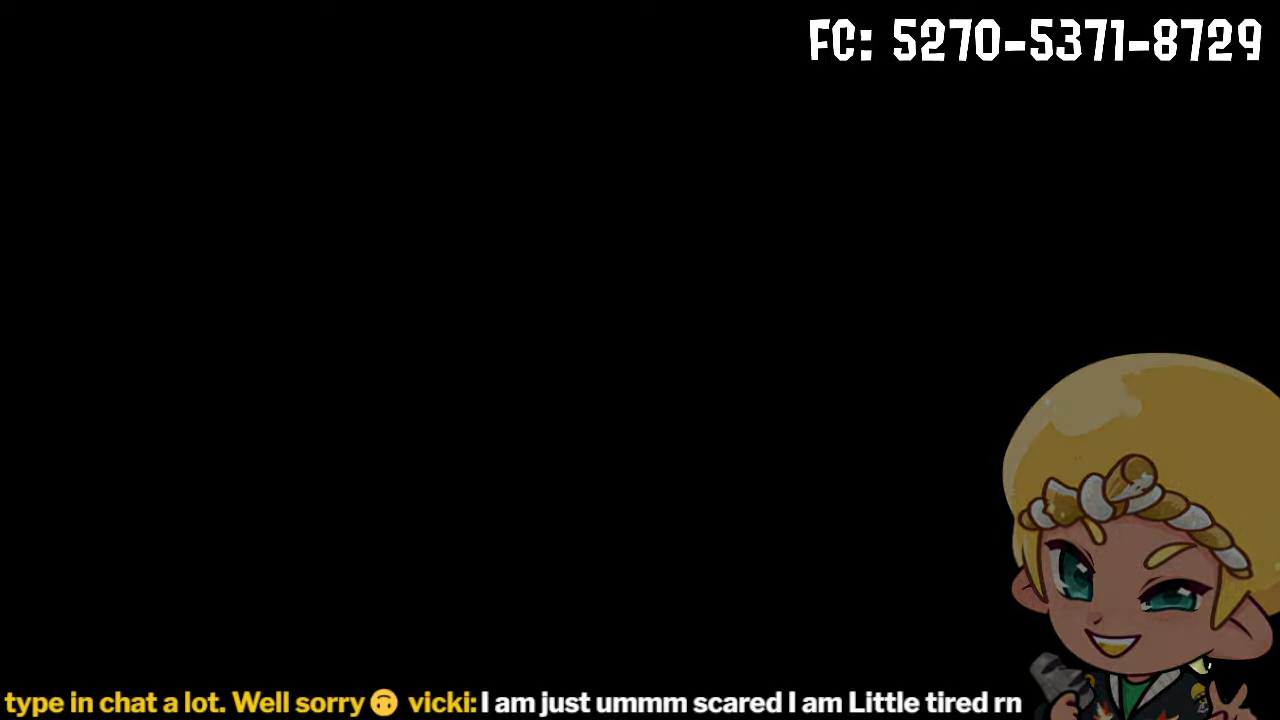 FC: 5270-5371-8729
type in chat a lot. Well sorry 🙃 vicki: I am just ummm scared I am Little tired rn